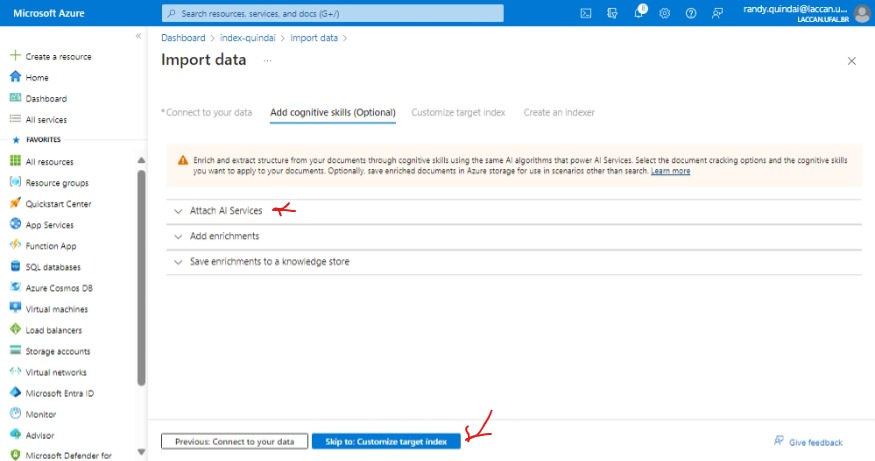 Microsoft Azure
Search resources, services, and docs (G+/)
randy.quindai@laccan.u...
LACCAN.UFAL.BR
Create a resource
Home
Dashboard
All services
FAVORITES
All resources
Resource groups
Quickstart Center
App Services
Function App
SQL databases
Azure Cosmos DB
Virtual machines
Load balancers
Storage accounts
Virtual networks
Microsoft Entra ID
Monitor
Advisor
Microsoft Defender for
Dashboard > index-quindai > Import data >
Import data ...
* Connect to your data Add cognitive skills (Optional) Customize target index Create an indexer
Enrich and extract structure from your documents through cognitive skills using the same AI algorithms that power AI Services. Select the document cracking options and the cognitive skills
you want to apply to your documents. Optionally, save enriched documents in Azure storage for use in scenarios other than search. Learn more
Attach AI Services
Add enrichments
Save enrichments to a knowledge store
Previous: Connect to your data Skip to: Customize target index
Give feedback